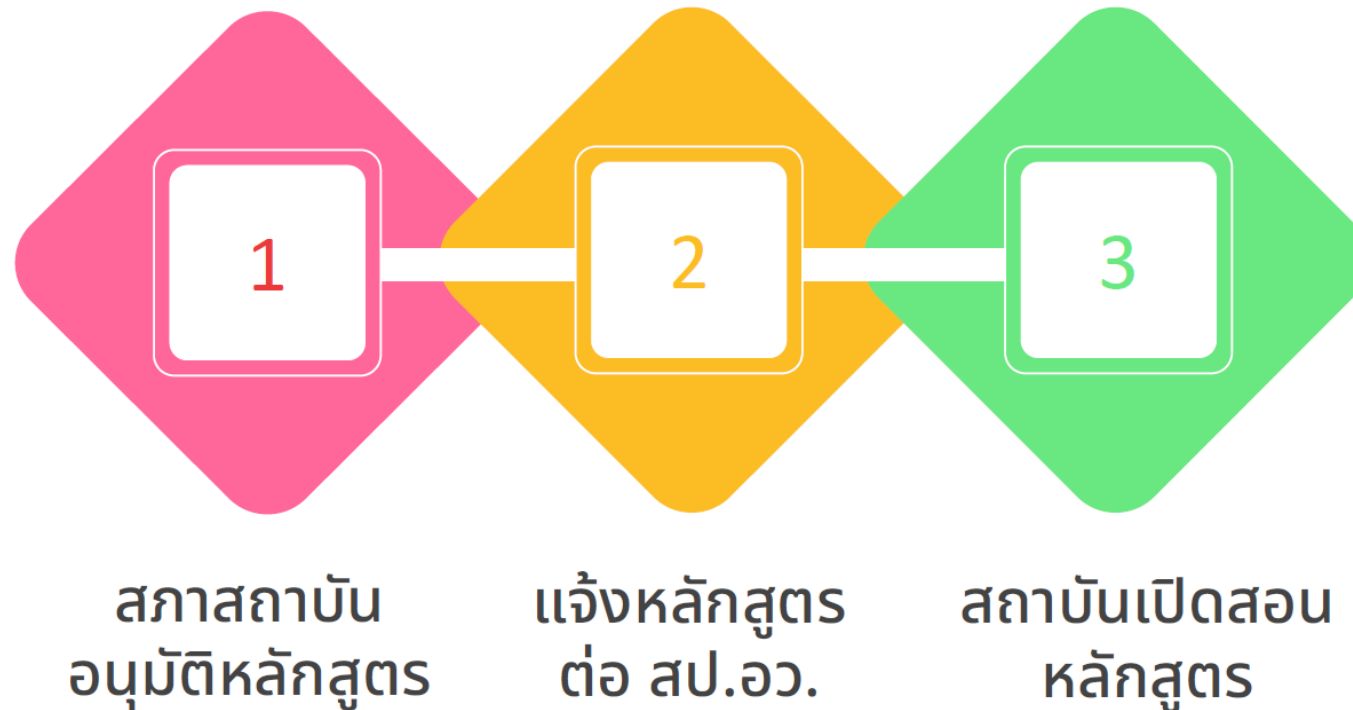 1
2
3
สภาสถาบัน
อนุมัติหลักสูตร
แจ้งหลักสูตร
ต่อ สป.อว.
สถาบันเปิดสอน
หลักสูตร